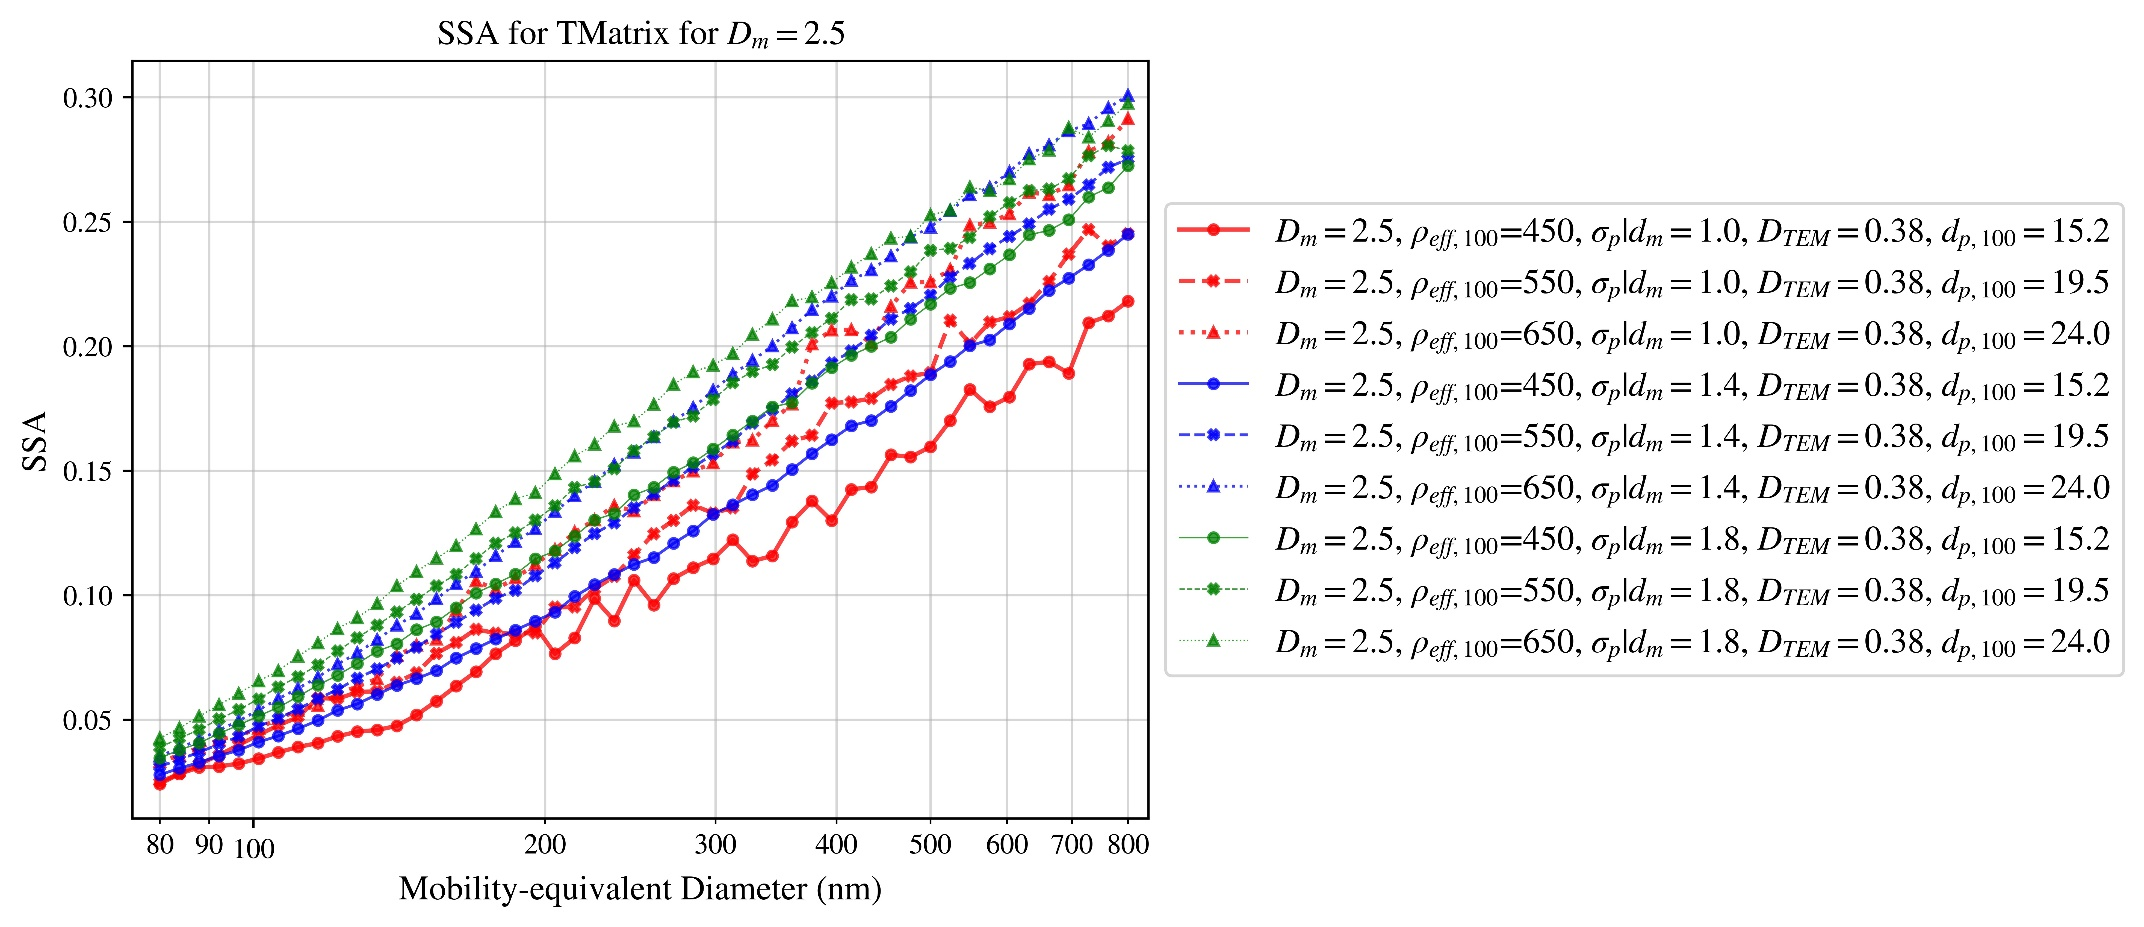 SSA for TMatrix for D_m = 2.5
0.30
0.25
0.20
0.15
0.10
0.05
SSA
80 90 100 200 300 400 500 600 700 800
Mobility-equivalent Diameter (nm)
D_m = 2.5, ρ_eff,100=450, σ_p|d_m = 1.0, D_TEM = 0.38, d_p,100 = 15.2
D_m = 2.5, ρ_eff,100=550, σ_p|d_m = 1.0, D_TEM = 0.38, d_p,100 = 19.5
D_m = 2.5, ρ_eff,100=650, σ_p|d_m = 1.0, D_TEM = 0.38, d_p,100 = 24.0
D_m = 2.5, ρ_eff,100=450, σ_p|d_m = 1.4, D_TEM = 0.38, d_p,100 = 15.2
D_m = 2.5, ρ_eff,100=550, σ_p|d_m = 1.4, D_TEM = 0.38, d_p,100 = 19.5
D_m = 2.5, ρ_eff,100=650, σ_p|d_m = 1.4, D_TEM = 0.38, d_p,100 = 24.0
D_m = 2.5, ρ_eff,100=450, σ_p|d_m = 1.8, D_TEM = 0.38, d_p,100 = 15.2
D_m = 2.5, ρ_eff,100=550, σ_p|d_m = 1.8, D_TEM = 0.38, d_p,100 = 19.5
D_m = 2.5, ρ_eff,100=650, σ_p|d_m = 1.8, D_TEM = 0.38, d_p,100 = 24.0